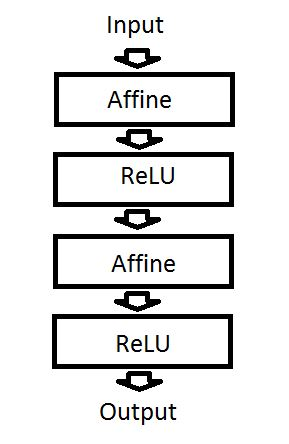 Input
Affine
ReLU
Affine
ReLU
Output